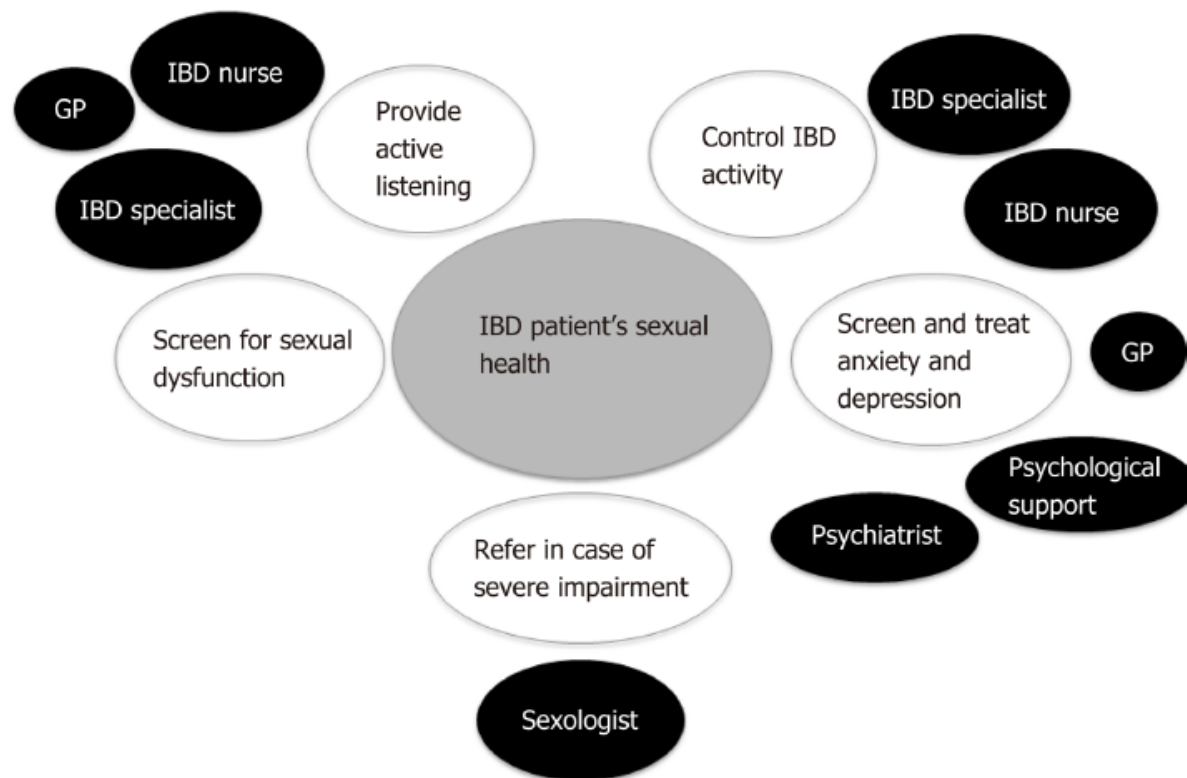 IBD nurse
GP
IBD specialist
Provide
active
listening
Control IBD
activity
IBD specialist
IBD nurse
Screen for sexual
dysfunction
IBD patient’s sexual
health
Screen and treat
anxiety and
depression
GP
Psychological
support
Psychiatrist
Refer in case of
severe impairment
Sexologist